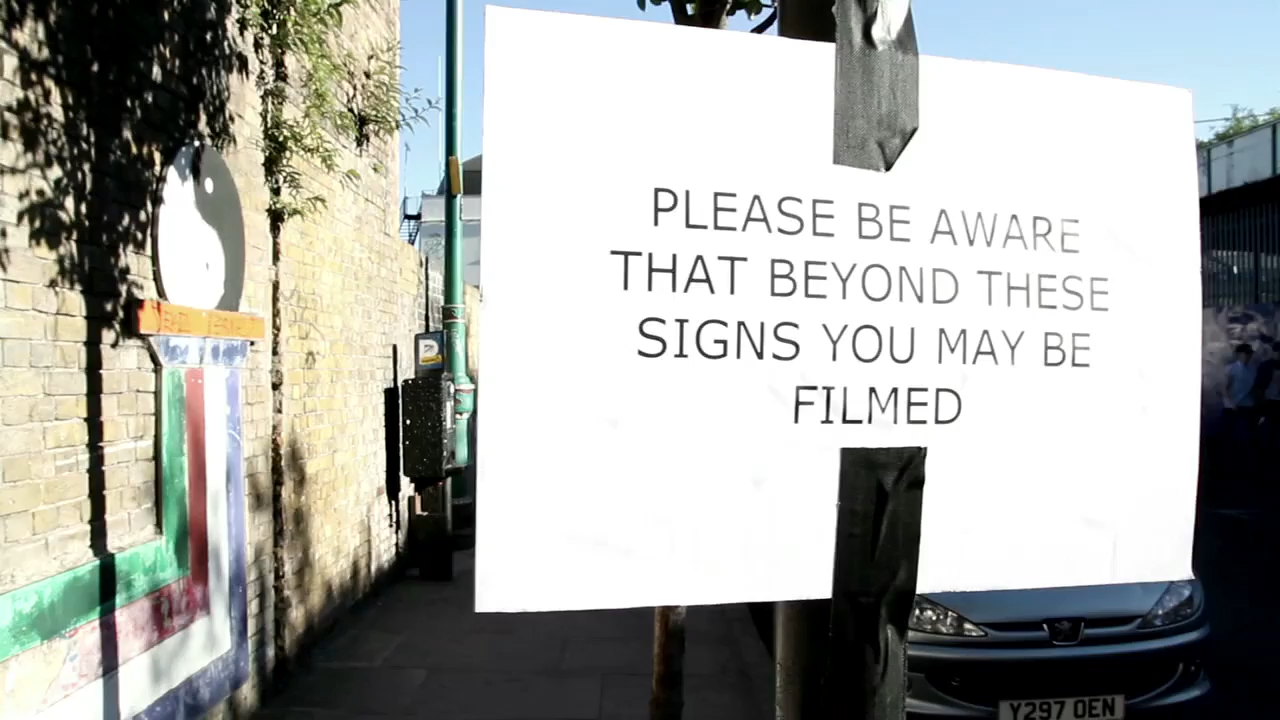 PLEASE BE AWARE
THAT BEYOND THESE
SIGNS YOU MAY BE
FILMED
Y297 OEN